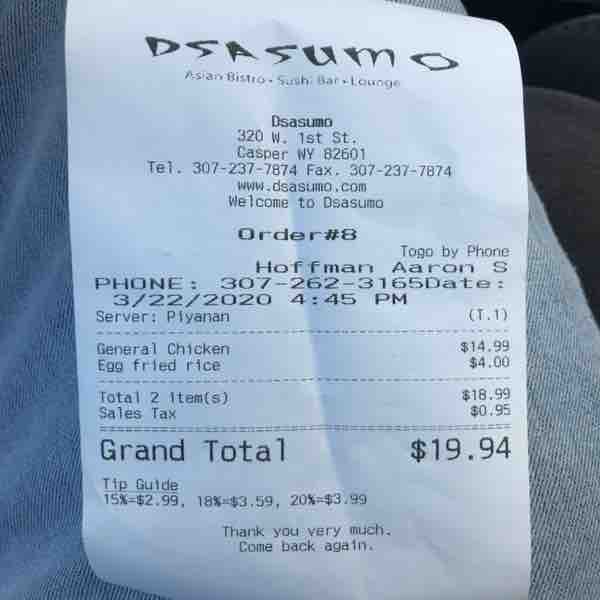 DSASUMO
Asian Bistro • Sushi Bar • Lounge
Dsasumo
320 W. 1st St.
Casper WY 82601
Tel. 307-237-7874 Fax. 307-237-7874
www.dsasumo.com
Welcome to Dsasumo
Order#8
Togo by Phone
Hoffman Aaron S
PHONE: 307-262-3165Date:
3/22/2020 4:45 PM
Server: Piyanan (T.1)
General Chicken $14.99
Egg fried rice $4.00
Total 2 item(s) $18.99
Sales Tax $0.95
Grand Total $19.94
Tip Guide
15%=$2.99, 18%=$3.59, 20%=$3.99
Thank you very much.
Come back again.